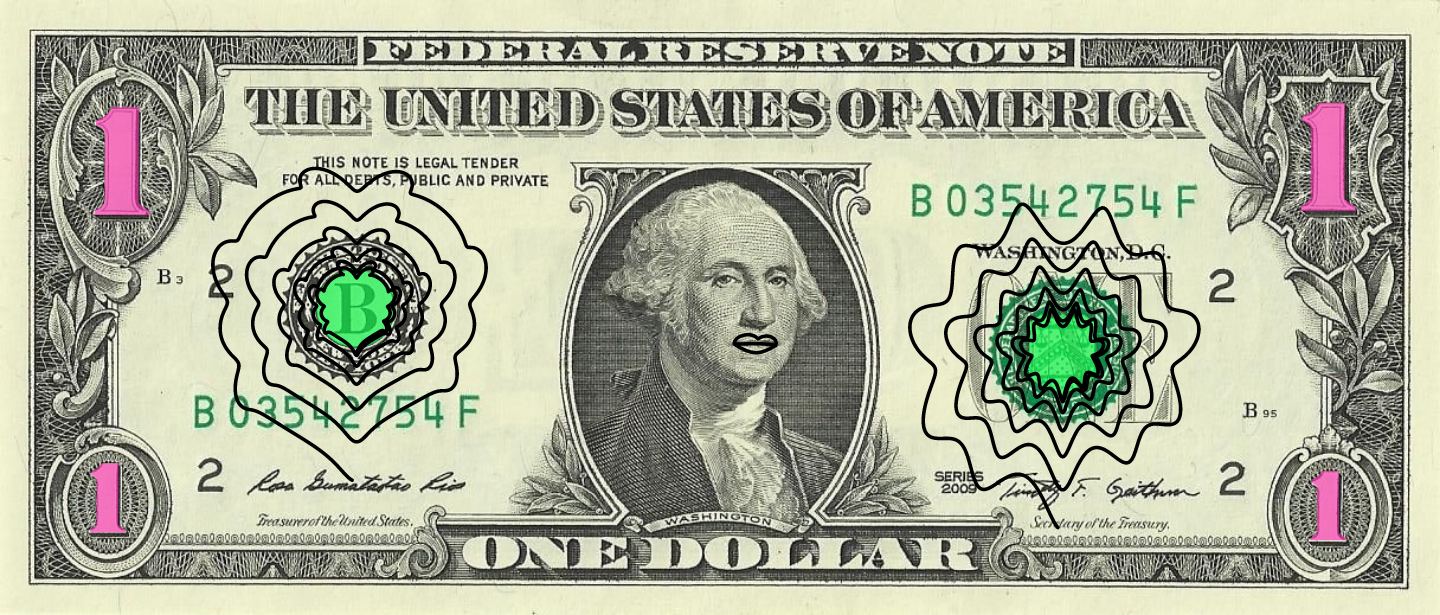 FEDERAL RESERVE NOTE
THE UNITED STATES OF AMERICA
1
1
THIS NOTE IS LEGAL TENDER
FOR ALL DEBTS, PUBLIC AND PRIVATE
B 03542754 F
WASHINGTON, D.C.
B 3
2
B
2
B 03542754 F
B 95
2
Rosa Gumataotao Rios
Treasurer of the United States.
SERIES
2009
Timothy F. Geithner
Secretary of the Treasury.
2
1
1
WASHINGTON
ONE DOLLAR